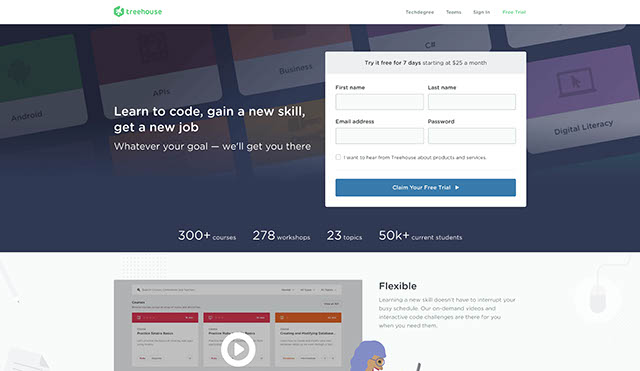 treehouse
Techdegree Teams Sign In Free Trial
C#
Business
APIs
Android
Digital Literacy
Try it free for 7 days starting at $25 a month
First name Last name
Email address Password
I want to hear from Treehouse about products and services.
Claim Your Free Trial
Learn to code, gain a new skill,
get a new job
Whatever your goal — we'll get you there
300+ courses 278 workshops 23 topics 50k+ current students
Flexible
Learning a new skill doesn't have to interrupt your
busy schedule. Our on-demand videos and
interactive code challenges are there for you
when you need them.
Courses